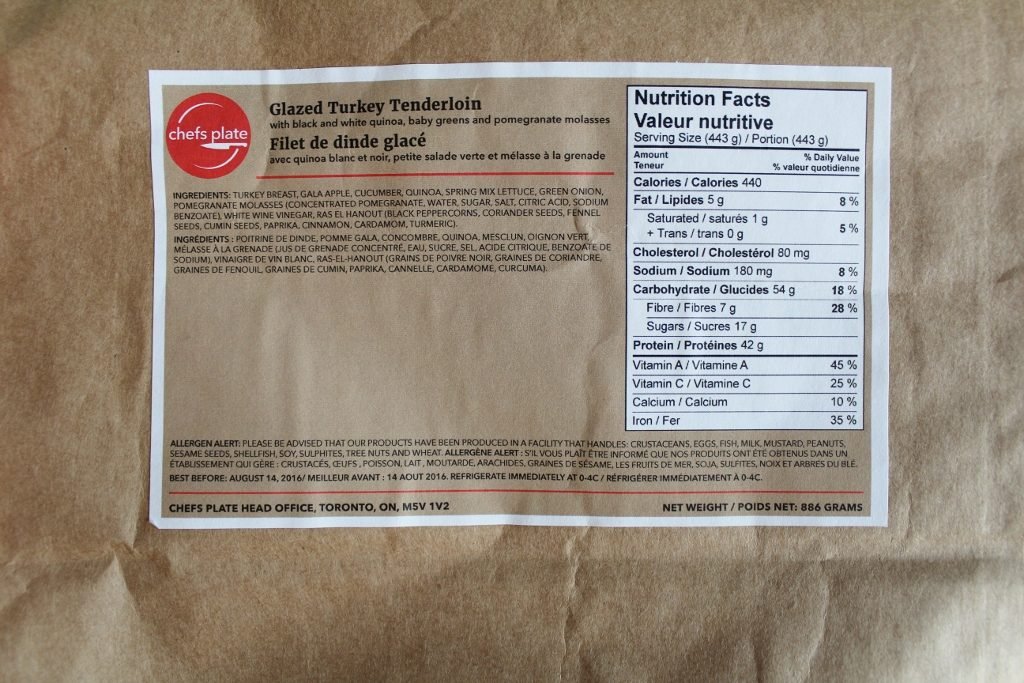 chefs plate
Glazed Turkey Tenderloin
with black and white quinoa, baby greens and pomegranate molasses
Filet de dinde glacé
avec quinoa blanc et noir, petite salade verte et mélasse à la grenade
INGREDIENTS: TURKEY BREAST, GALA APPLE, CUCUMBER, QUINOA, SPRING MIX LETTUCE, GREEN ONION,
POMEGRANATE MOLASSES (CONCENTRATED POMEGRANATE, WATER, SUGAR, SALT, CITRIC ACID, SODIUM
BENZOATE), WHITE WINE VINEGAR, RAS EL HANOUT (BLACK PEPPERCORNS, CORIANDER SEEDS, FENNEL
SEEDS, CUMIN SEEDS, PAPRIKA, CINNAMON, CARDAMOM, TURMERIC).
INGRÉDIENTS : POITRINE DE DINDE, POMME GALA, CONCOMBRE, QUINOA, MESCLUN, OIGNON VERT,
MÉLASSE À LA GRENADE (JUS DE GRENADE CONCENTRÉ, EAU, SUCRE, SEL, ACIDE CITRIQUE, BENZOATE DE
SODIUM), VINAIGRE DE VIN BLANC, RAS-EL-HANOUT (GRAINS DE POIVRE NOIR, GRAINES DE CORIANDRE,
GRAINES DE FENOUIL, GRAINES DE CUMIN, PAPRIKA, CANNELLE, CARDAMOME, CURCUMA).
Nutrition Facts
Valeur nutritive
Serving Size (443 g) / Portion (443 g)
Amount % Daily Value
Teneur % valeur quotidienne
Calories / Calories 440
Fat / Lipides 5 g 8 %
Saturated / saturés 1 g
+ Trans / trans 0 g 5 %
Cholesterol / Cholestérol 80 mg
Sodium / Sodium 180 mg 8 %
Carbohydrate / Glucides 54 g 18 %
Fibre / Fibres 7 g 28 %
Sugars / Sucres 17 g
Protein / Protéines 42 g
Vitamin A / Vitamine A 45 %
Vitamin C / Vitamine C 25 %
Calcium / Calcium 10 %
Iron / Fer 35 %
ALLERGEN ALERT: PLEASE BE ADVISED THAT OUR PRODUCTS HAVE BEEN PRODUCED IN A FACILITY THAT HANDLES: CRUSTACEANS, EGGS, FISH, MILK, MUSTARD, PEANUTS,
SESAME SEEDS, SHELLFISH, SOY, SULPHITES, TREE NUTS AND WHEAT. ALLERGÈNE ALERT : S'IL VOUS PLAÎT ÊTRE INFORMÉ QUE NOS PRODUITS ONT ÉTÉ OBTENUS DANS UN
ÉTABLISSEMENT QUI GÈRE : CRUSTACÉS, ŒUFS , POISSON, LAIT , MOUTARDE, ARACHIDES, GRAINES DE SÉSAME, LES FRUITS DE MER, SOJA, SULFITES, NOIX ET ARBRES DU BLÉ.
BEST BEFORE: AUGUST 14, 2016/ MEILLEUR AVANT : 14 AOUT 2016. REFRIGERATE IMMEDIATELY AT 0-4C / RÉFRIGÉRER IMMÉDIATEMENT À 0-4C.
CHEFS PLATE HEAD OFFICE, TORONTO, ON, M5V 1V2
NET WEIGHT / POIDS NET: 886 GRAMS